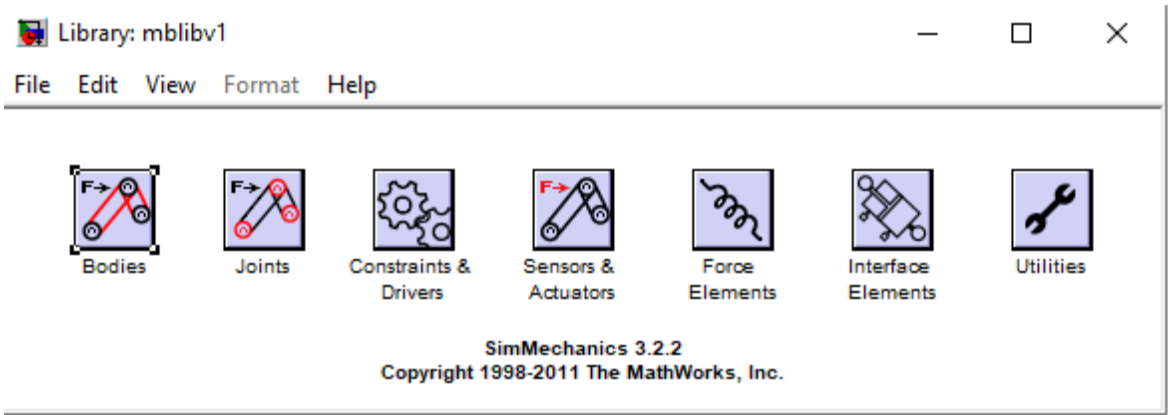 Library: mblibv1
File Edit View Format Help
F→ F→ F→
Bodies Joints Constraints & Sensors & Force Interface Utilities
Drivers Actuators Elements Elements
SimMechanics 3.2.2
Copyright 1998-2011 The MathWorks, Inc.